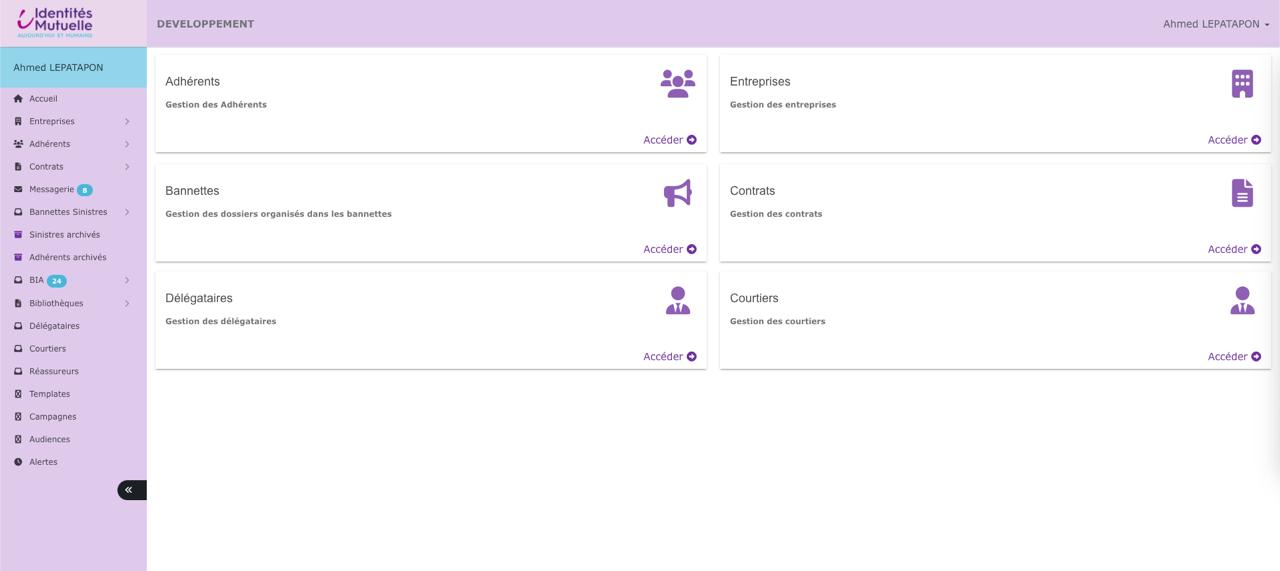 Identités
Mutuelle
AUJOURD'HUI ET HUMAINE
DEVELOPPEMENT
Ahmed LEPATAPON
Ahmed LEPATAPON
Accueil
Entreprises
Adhérents
Contrats
Messagerie 8
Bannettes Sinistres
Sinistres archivés
Adhérents archivés
BIA 24
Bibliothèques
Délégataires
Courtiers
Réassureurs
Templates
Campagnes
Audiences
Alertes
Adhérents
Gestion des Adhérents
Accéder
Entreprises
Gestion des entreprises
Accéder
Bannettes
Gestion des dossiers organisés dans les bannettes
Accéder
Contrats
Gestion des contrats
Accéder
Délégataires
Gestion des délégataires
Accéder
Courtiers
Gestion des courtiers
Accéder